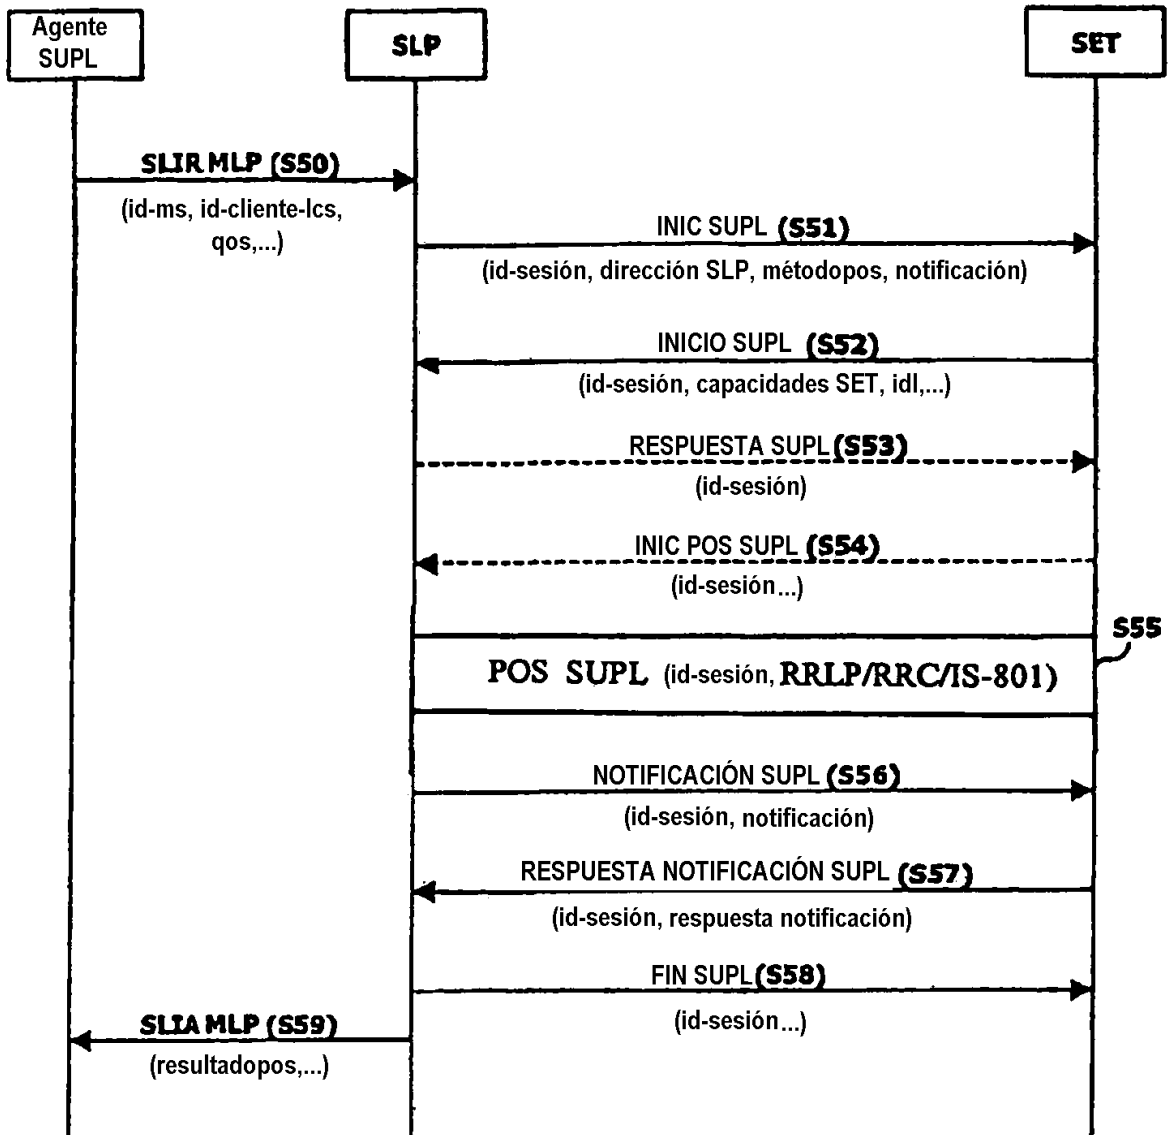 Agente
SUPL
SLP
SET
SLIR MLP (S50)
(id-ms, id-cliente-lcs,
qos,...)
INIC SUPL (S51)
(id-sesión, dirección SLP, métodopos, notificación)
INICIO SUPL (S52)
(id-sesión, capacidades SET, idl,...)
RESPUESTA SUPL (S53)
(id-sesión)
INIC POS SUPL (S54)
(id-sesión...)
S55
POS SUPL (id-sesión, RRLP/RRC/IS-801)
NOTIFICACIÓN SUPL (S56)
(id-sesión, notificación)
RESPUESTA NOTIFICACIÓN SUPL (S57)
(id-sesión, respuesta notificación)
FIN SUPL (S58)
(id-sesión...)
SLIA MLP (S59)
(resultadopos,...)